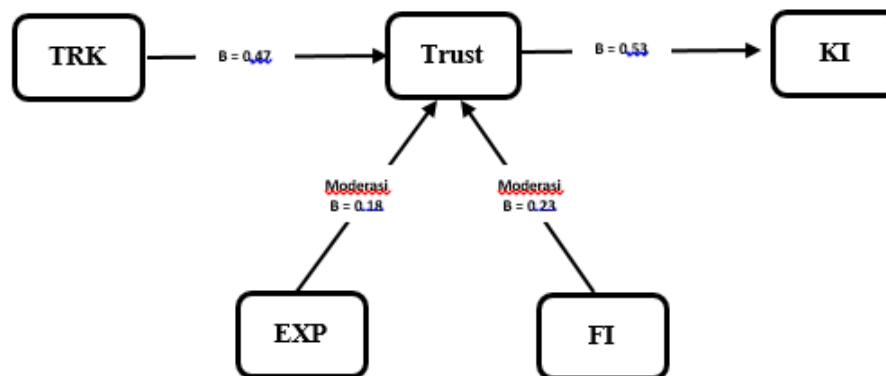 TRK
B = 0.47
Trust
B = 0.53
KI
Moderasi
B = 0.18
Moderasi
B = 0.23
EXP
FI